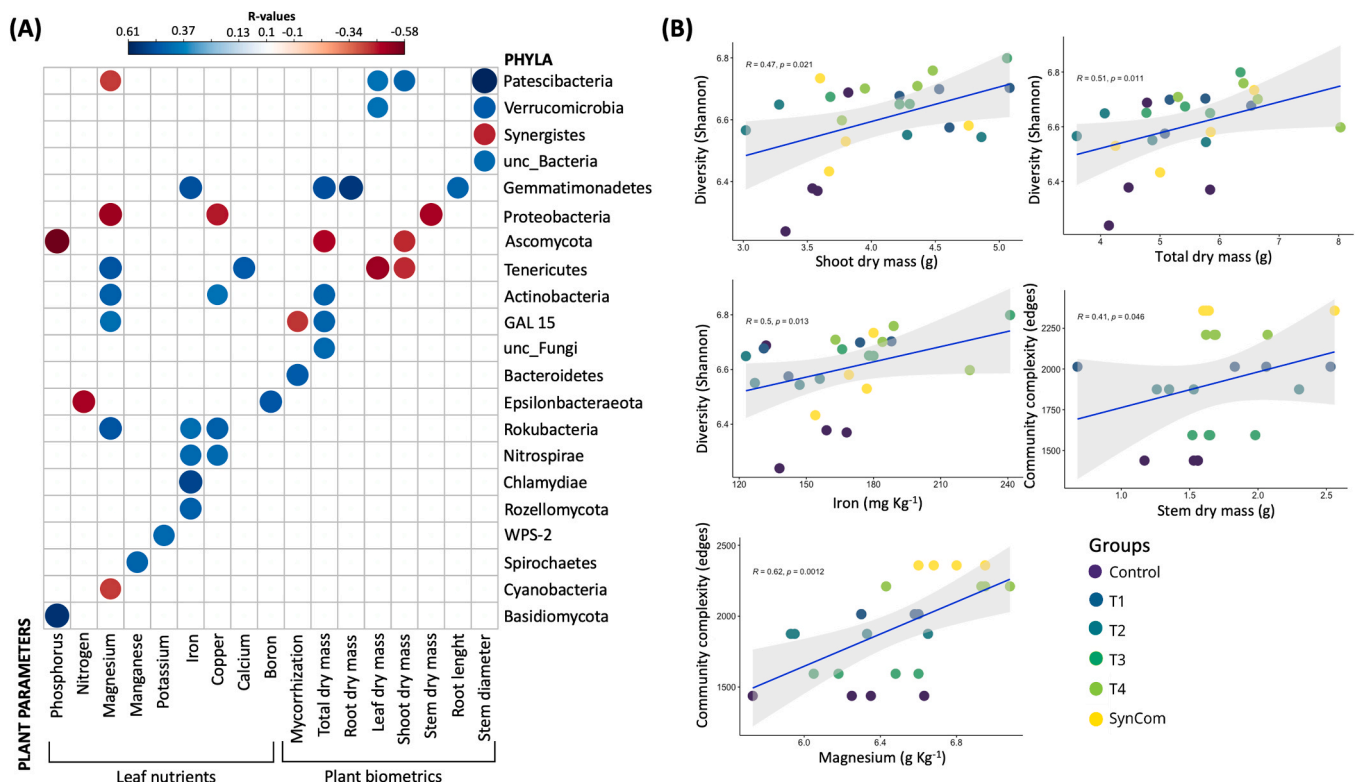 (A)
R-values
0.61 0.37 0.13 0.1 -0.1 -0.34 -0.58
PHYLA
Patescibacteria
Verrucomicrobia
Synergistes
unc_Bacteria
Gemmatimonadetes
Proteobacteria
Ascomycota
Tenericutes
Actinobacteria
GAL 15
unc_Fungi
Bacteroidetes
Epsilonbacteraeota
Rokubacteria
Nitrospirae
Chlamydiae
Rozellomycota
WPS-2
Spirochaetes
Cyanobacteria
Basidiomycota
PLANT PARAMETERS
Phosphorus
Nitrogen
Magnesium
Manganese
Potassium
Iron
Copper
Calcium
Boron
Mycorrhization
Total dry mass
Root dry mass
Leaf dry mass
Shoot dry mass
Stem dry mass
Root lenght
Stem diameter
Leaf nutrients
Plant biometrics
(B)
Diversity (Shannon)
6.8
6.6
6.4
R = 0.47, p = 0.021
3.0 3.5 4.0 4.5 5.0
Shoot dry mass (g)
Diversity (Shannon)
6.8
6.6
6.4
R = 0.51, p = 0.011
4 5 6 7 8
Total dry mass (g)
Diversity (Shannon)
6.8
6.6
6.4
R = 0.5, p = 0.013
120 150 180 210 240
Iron (mg Kg-1)
Community complexity (edges)
2250
2000
1750
1500
R = 0.41, p = 0.046
1.0 1.5 2.0 2.5
Stem dry mass (g)
Community complexity (edges)
2500
2000
1500
R = 0.62, p = 0.0012
6.0 6.4 6.8
Magnesium (g Kg-1)
Groups
Control
T1
T2
T3
T4
SynCom